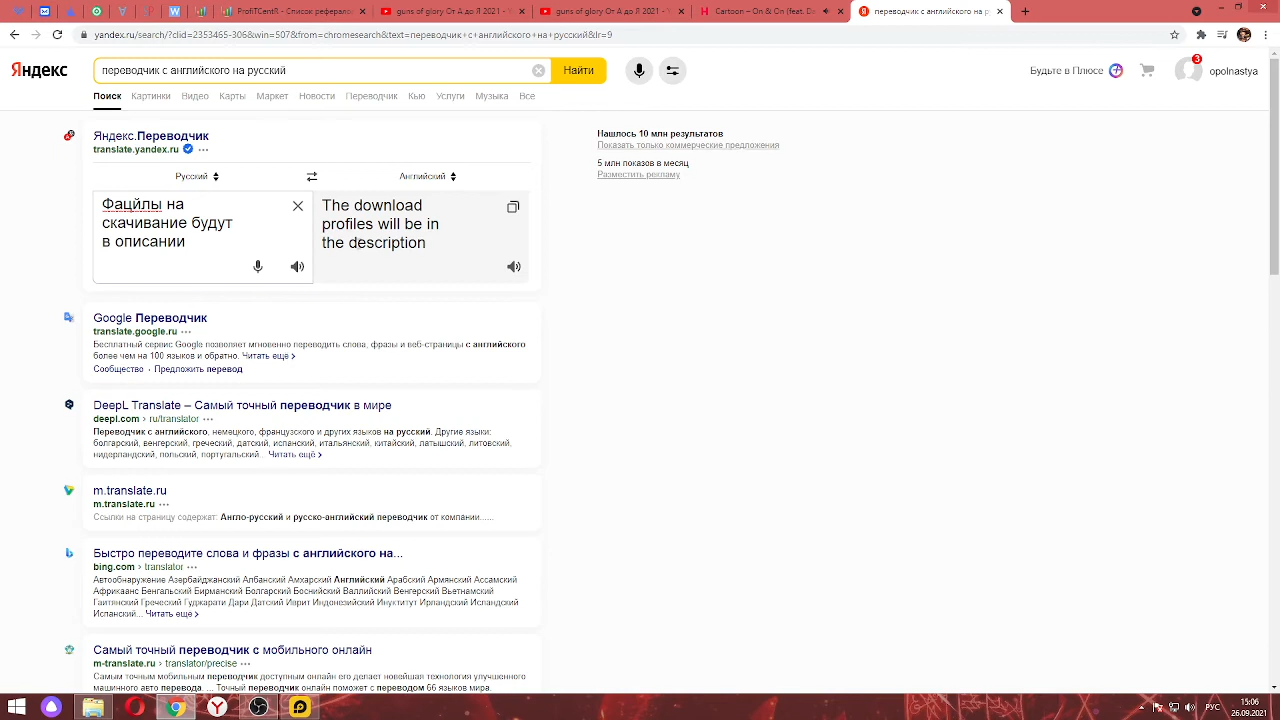 ProfitCentR - Список рефералов
guns of glory От А до Я 2021 - Y
guns of glory От А до Я 2021 - Y
Cartoon – On & On (feat. Da
переводчик с английского на р
yandex.ru/search/?clid=2353465-306&win=507&from=chromesearch&text=переводчик+с+английского+на+русский&lr=9
Яндекс
переводчик с английского на русский
Найти
Будьте в Плюсе
3
opolnastya
Поиск Картинки Видео Карты Маркет Новости Переводчик Кью Услуги Музыка Все
Яндекс.Переводчик
translate.yandex.ru
Русский
Английский
Фацйлы на
скачивание будут
в описании
The download
profiles will be in
the description
Нашлось 10 млн результатов
Показать только коммерческие предложения
5 млн показов в месяц
Разместить рекламу
Google Переводчик
translate.google.ru
Бесплатный сервис Google позволяет мгновенно переводить слова, фразы и веб-страницы с английского
более чем на 100 языков и обратно. Читать еще >
Сообщество · Предложить перевод
DeepL Translate – Самый точный переводчик в мире
deepl.com › ru/translator
Переводчик с английского, немецкого, французского и других языков на русский. Другие языки:
болгарский, венгерский, греческий, датский, испанский, итальянский, китайский, латышский, литовский,
нидерландский, польский, португальский... Читать ещё >
m.translate.ru
m.translate.ru
Ссылки на страницу содержат: Англо-русский и русско-английский переводчик от компании......
Быстро переводите слова и фразы с английского на...
bing.com › translator
Автообнаружение Азербайджанский Албанский Амхарский Английский Арабский Армянский Ассамский
Африкаанс Бенгальский Бирманский Болгарский Боснийский Валлийский Венгерский Вьетнамский
Гаитянский Греческий Гуджарати Дари Датский Иврит Индонезийский Инуктитут Ирландский Исландский
Испанский... Читать еще >
Самый точный переводчик с мобильного онлайн
m-translate.ru › translator/precise
Самым точным мобильным переводчик доступным онлайн его делает новейшая технология улучшенного
машинного авто перевода. ... Точный переводчик онлайн поможет с переводом 66 языков мира.
РУС
15:06
26.09.2021